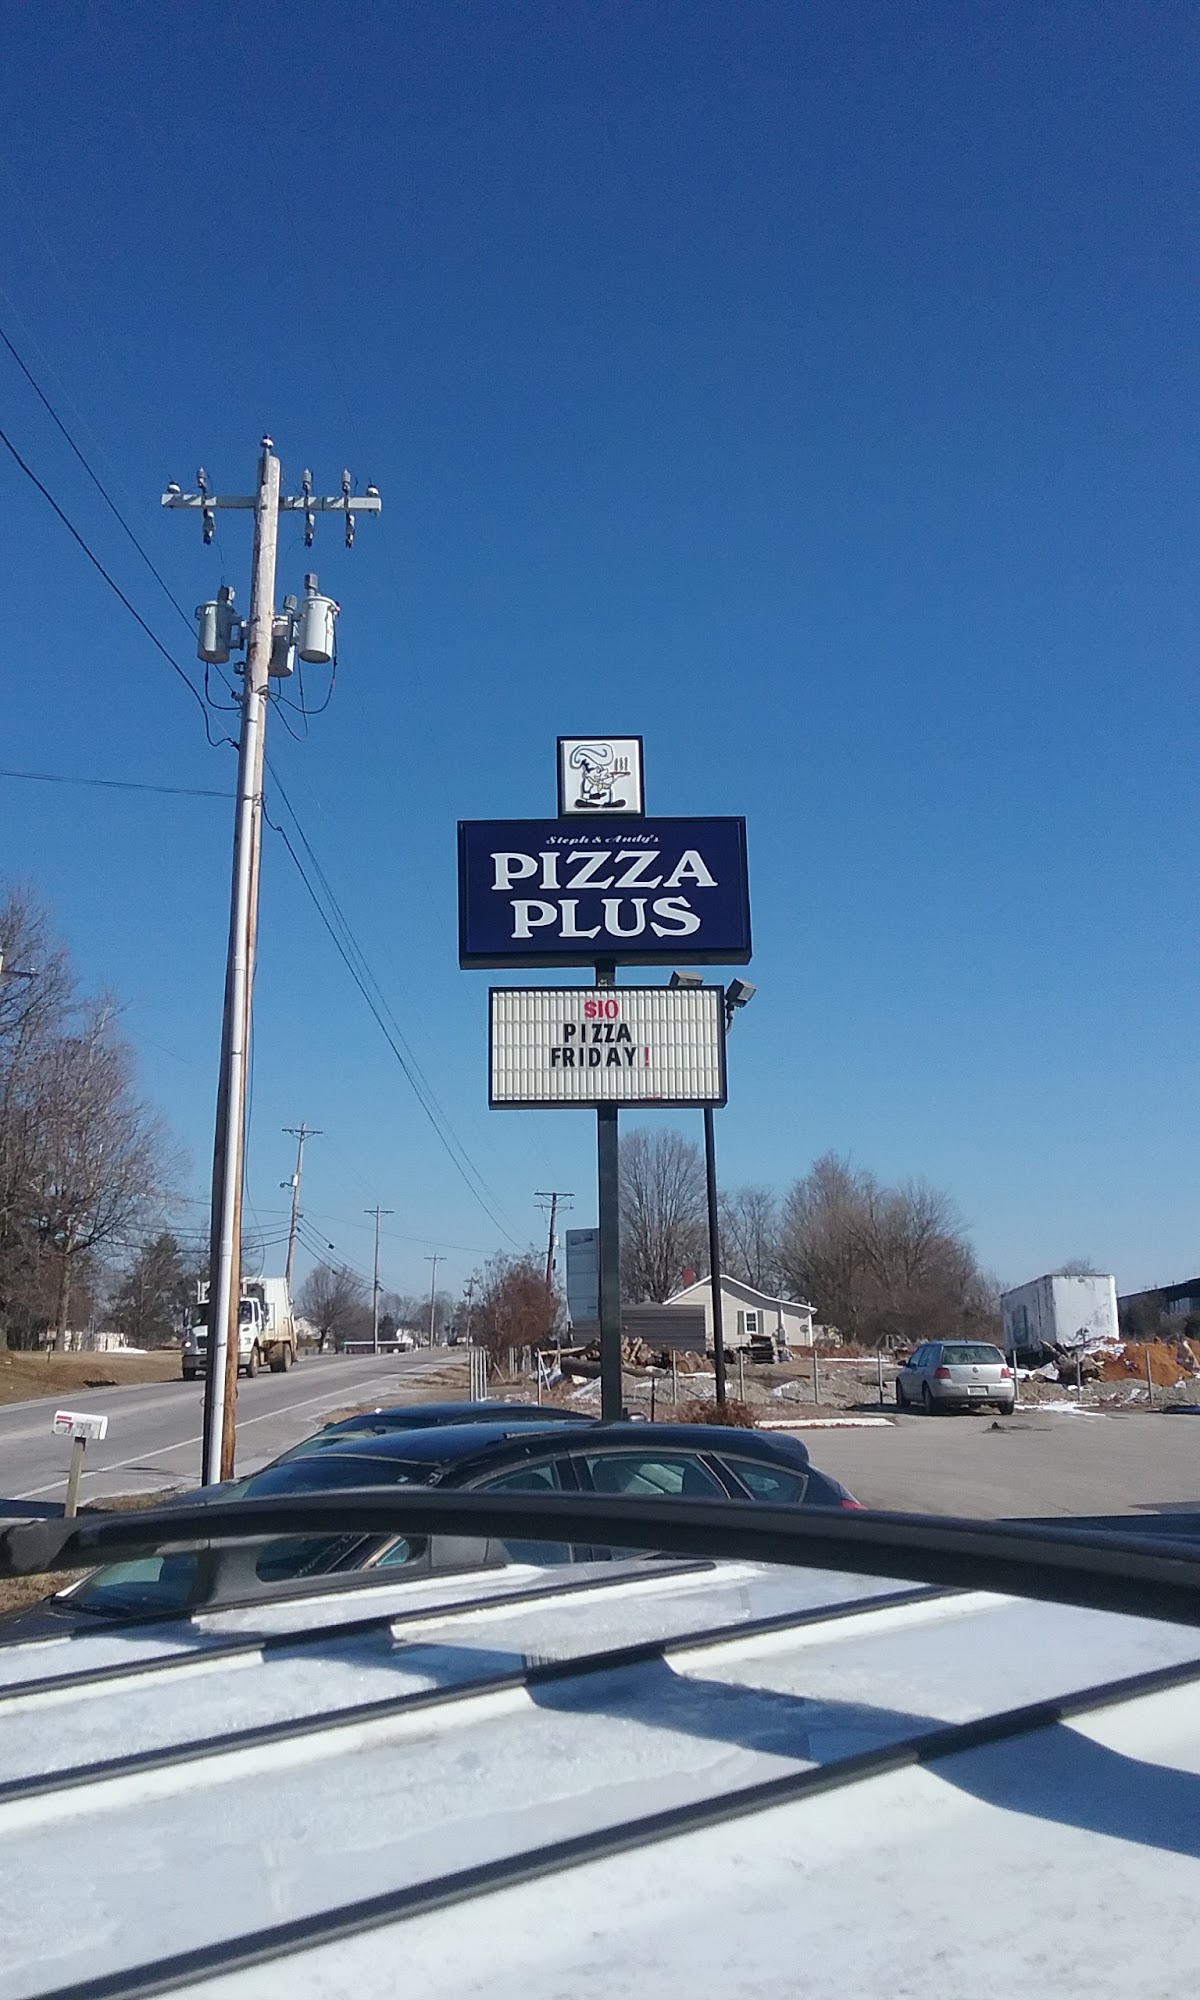 Steph & Andy's
PIZZA
PLUS
$10
PIZZA
FRIDAY!